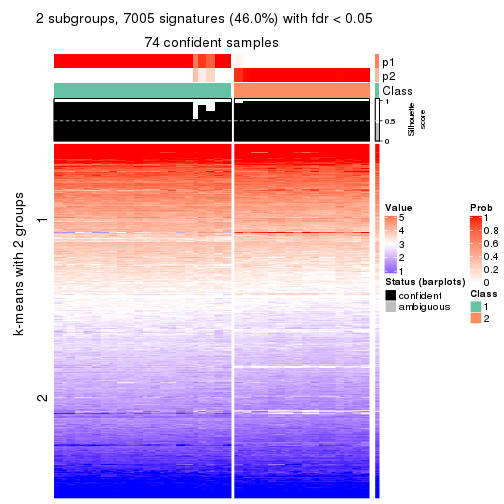 2 subgroups, 7005 signatures (46.0%) with fdr < 0.05
74 confident samples
p1
p2
Class
1
0.5
0
Silhouette
score
k-means with 2 groups
1
2
Value
5
4
3
2
1
Prob
1
0.8
0.6
0.4
0.2
0
Status (barplots)
confident
ambiguous
Class
1
2